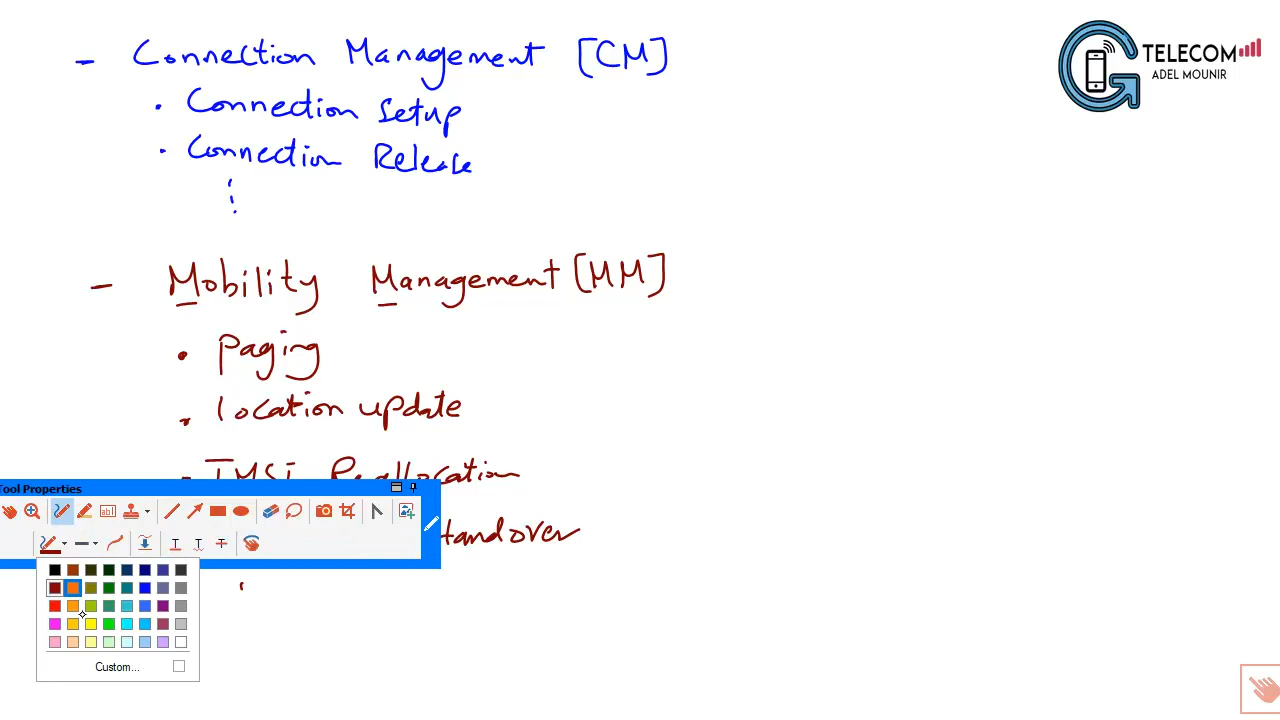 TELECOM
ADEL MOUNIR
- Connection Management [CM]
• Connection Setup
• Connection Release
- Mobility Management [MM]
• Paging
• Location update
• TMSI Reallocation
Handover
Tool Properties
Custom...